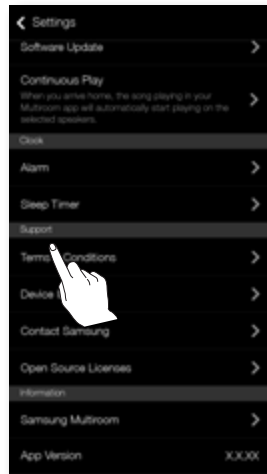 Settings
Software Update
Continuous Play
When you arrive home, the song playing in your
Multiroom app will automatically start playing on the
selected speakers.
Clock
Alarm
Sleep Timer
Support
Terms Conditions
Device
Contact Samsung
Open Source Licenses
Information
Samsung Multiroom
App Version X.X.XX